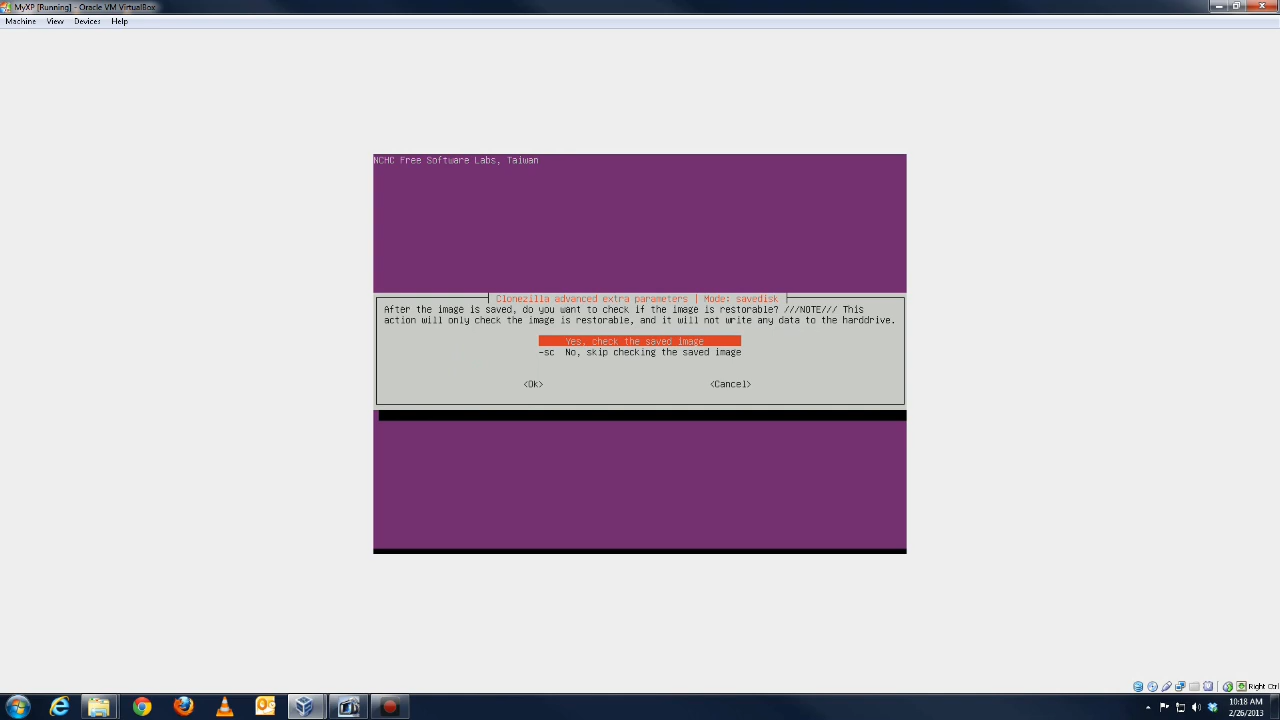 MyXP [Running] - Oracle VM VirtualBox
Machine View Devices Help
NCHC Free Software Labs, Taiwan
Clonezilla advanced extra parameters | Mode: savedisk
After the image is saved, do you want to check if the image is restorable? ///NOTE/// This
action will only check the image is restorable, and it will not write any data to the harddrive.
Yes, check the saved image
-sc No, skip checking the saved image
<Ok> <Cancel>
Right Ctrl
10:18 AM
2/26/2013